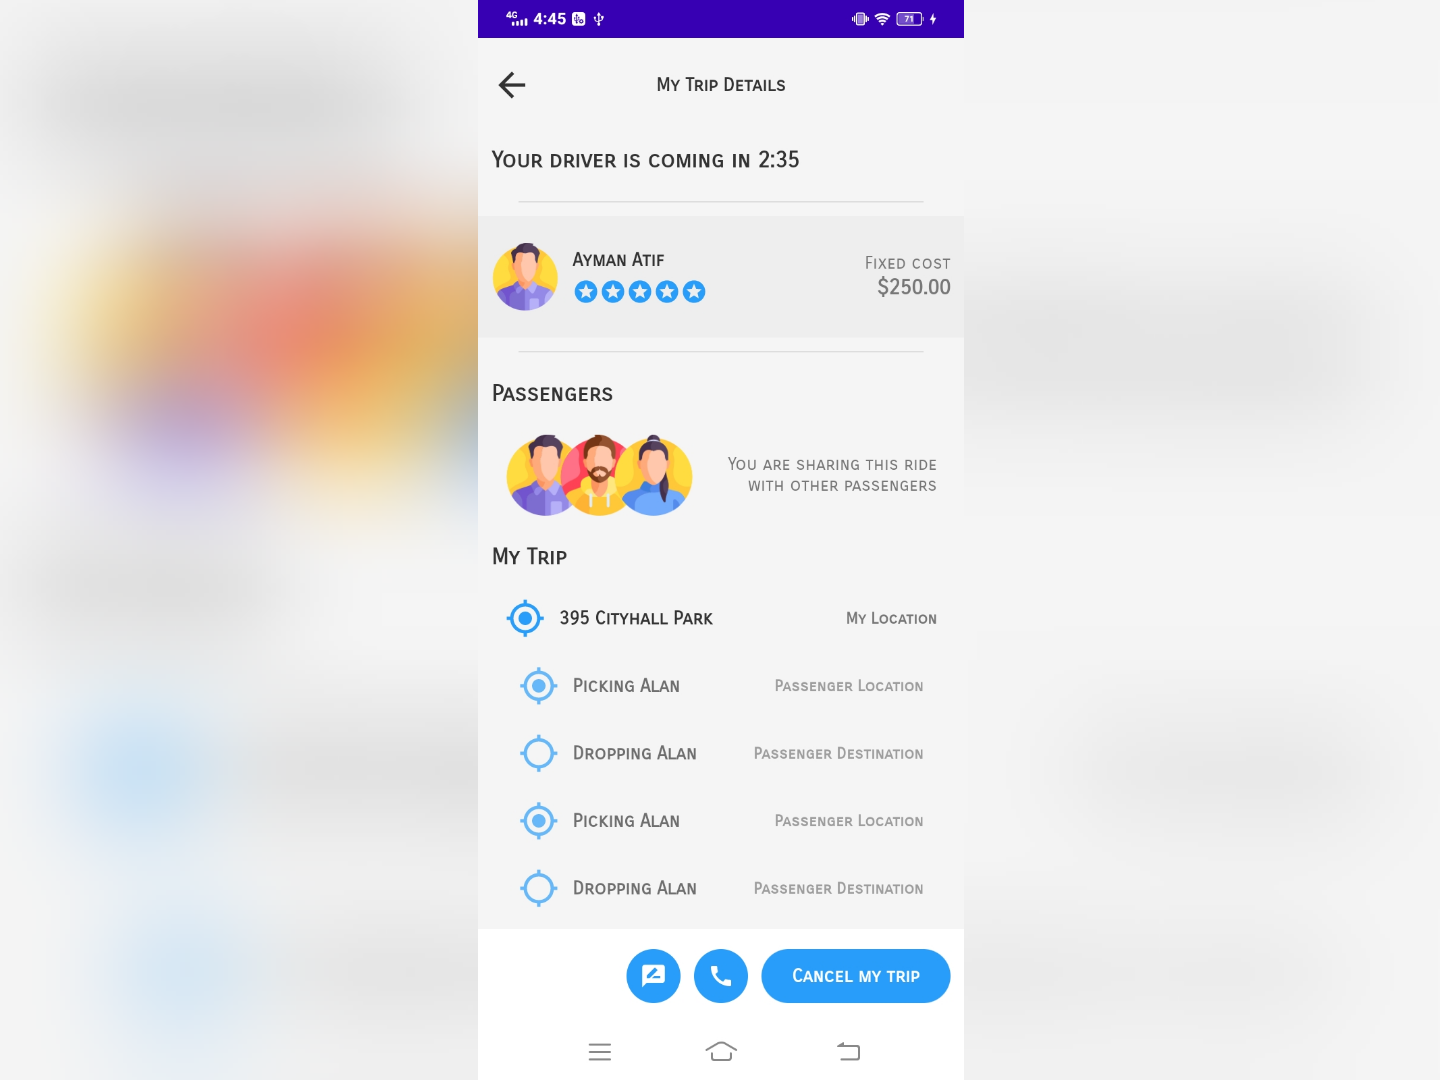 4G 4:45 71
My Trip Details
Your driver is coming in 2:35
Ayman Atif
Fixed cost
$250.00
Passengers
You are sharing this ride
with other passengers
My Trip
395 Cityhall Park My Location
Picking Alan Passenger Location
Dropping Alan Passenger Destination
Picking Alan Passenger Location
Dropping Alan Passenger Destination
Cancel my trip